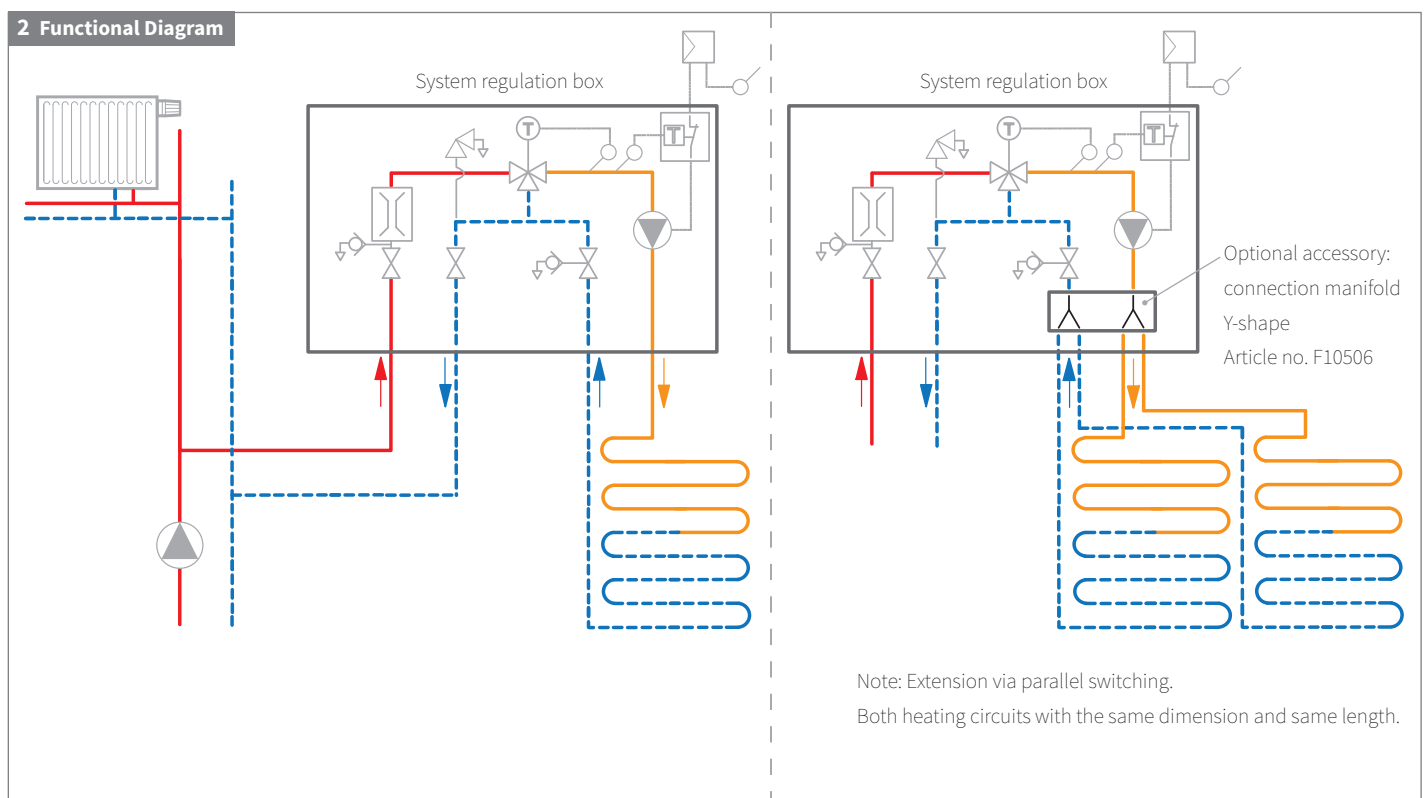 2 Functional Diagram
System regulation box
T
T
System regulation box
T
T
Optional accessory:
connection manifold
Y-shape
Article no. F10506
Note: Extension via parallel switching.
Both heating circuits with the same dimension and same length.